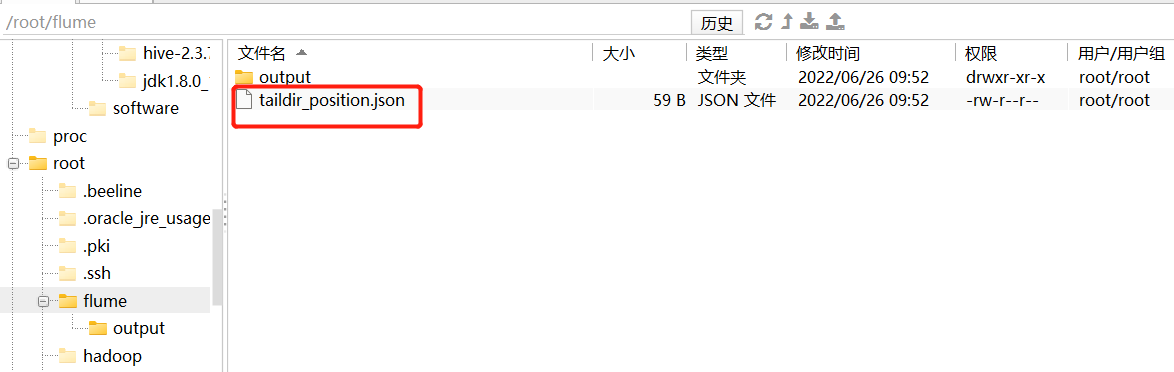 /root/flume 历史
文件名 大小 类型 修改时间 权限 用户/用户组
output 文件夹 2022/06/26 09:52 drwxr-xr-x root/root
taildir_position.json 59 B JSON 文件 2022/06/26 09:52 -rw-r--r-- root/root
hive-2.3.
jdk1.8.0_
software
proc
root
.beeline
.oracle_jre_usage
.pki
.ssh
flume
output
hadoop